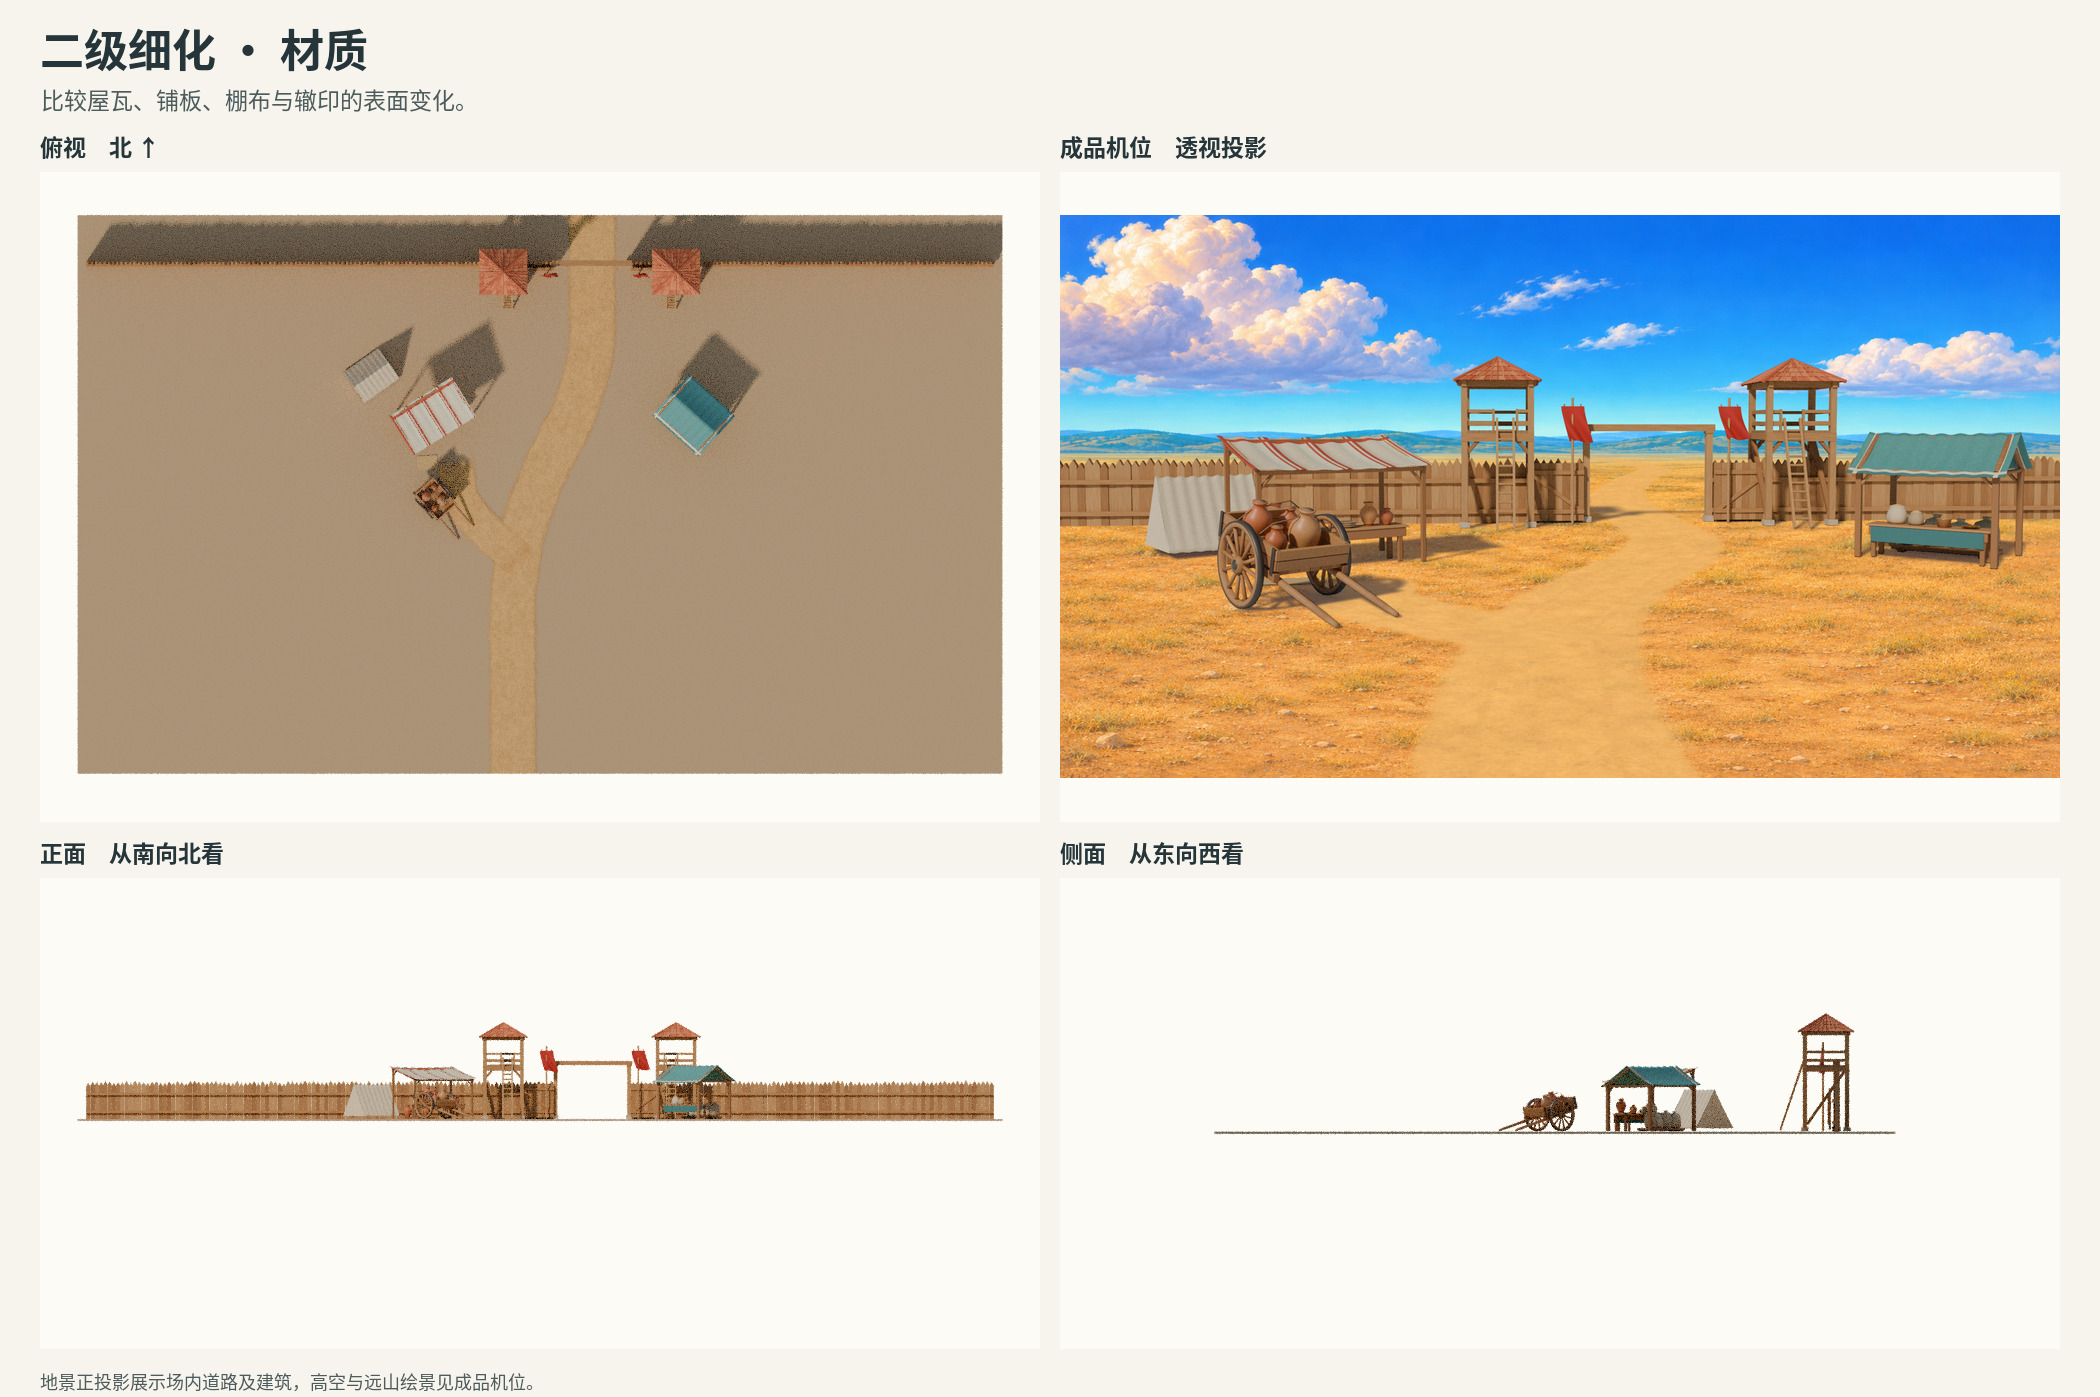 二级细化 · 材质
比较屋瓦、铺板、棚布与辙印的表面变化。
俯视 北 ↑
成品机位 透视投影
正面 从南向北看
侧面 从东向西看
地景正投影展示场内道路及建筑，高空与远山绘景见成品机位。